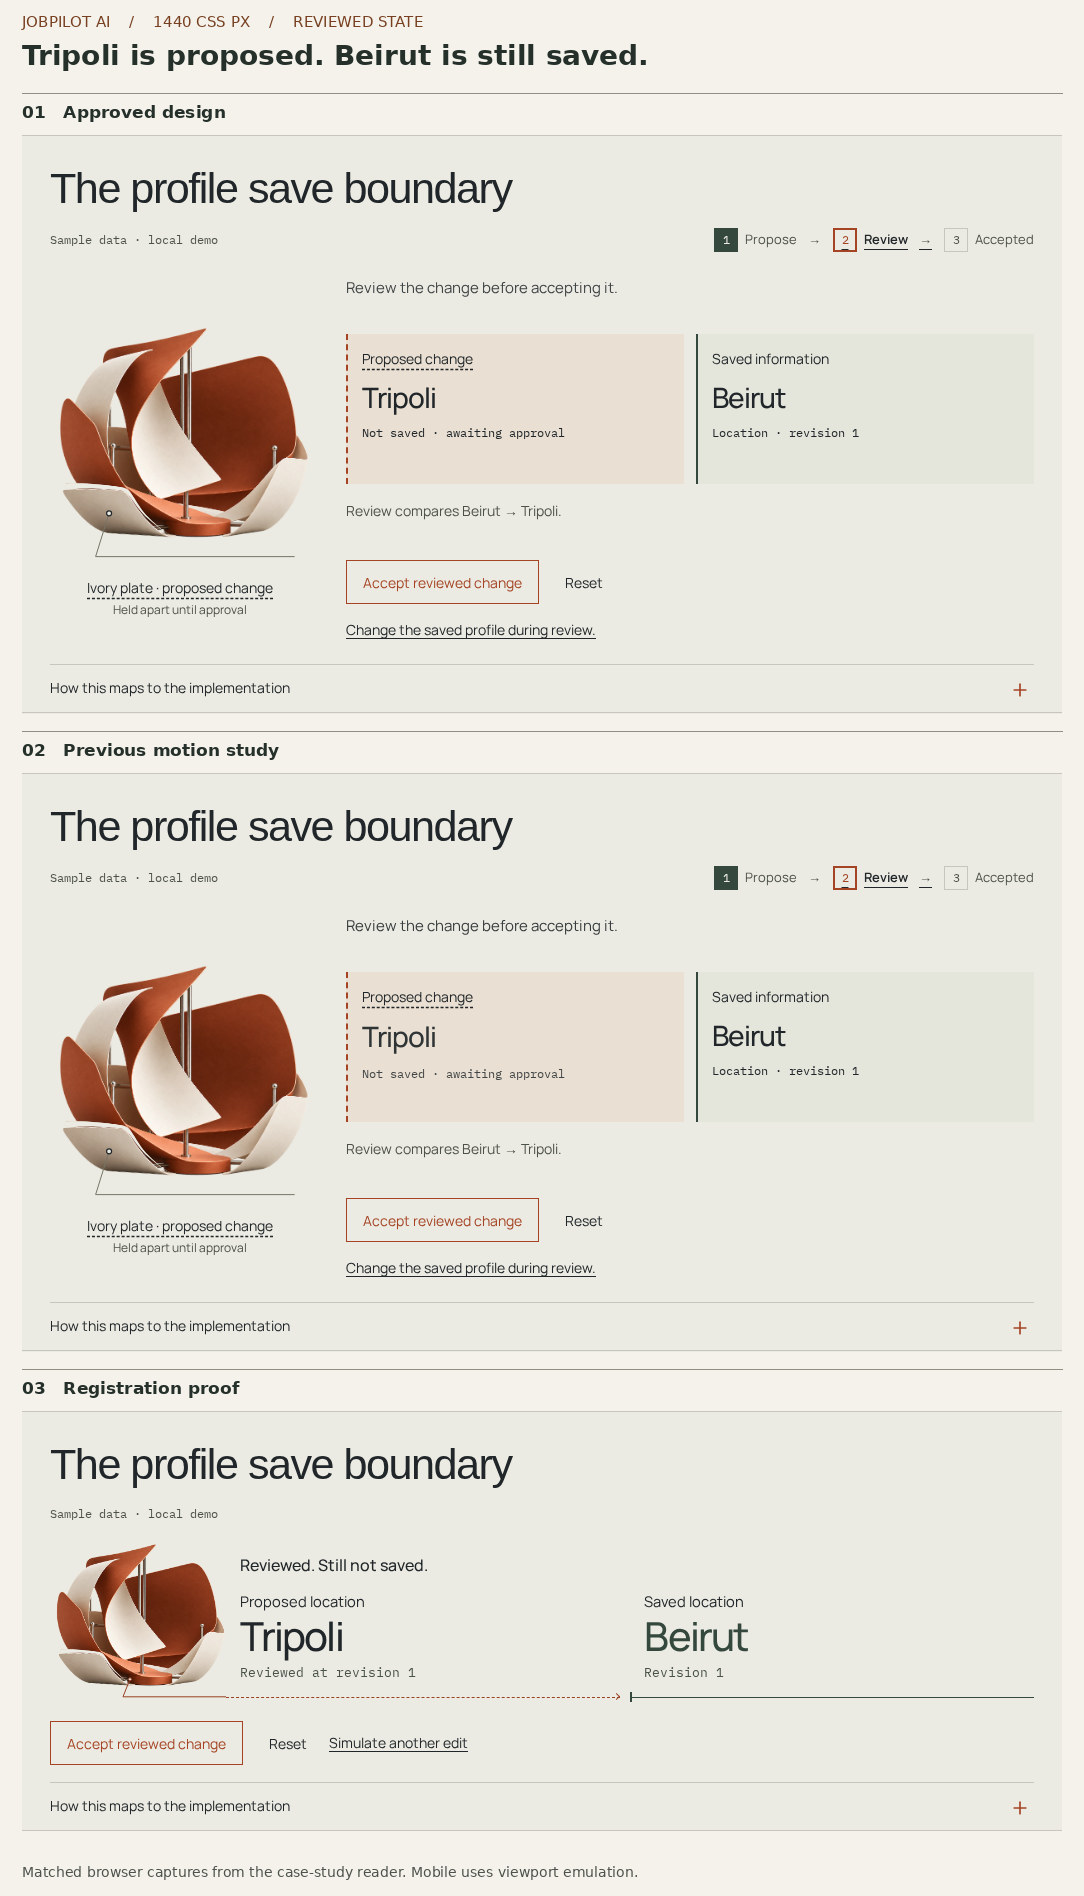 JOBPILOT AI / 1440 CSS PX / REVIEWED STATE
Tripoli is proposed. Beirut is still saved.
01 Approved design
The profile save boundary
Sample data · local demo
1 Propose → 2 Review → 3 Accepted
Review the change before accepting it.
Proposed change
Tripoli
Not saved · awaiting approval
Saved information
Beirut
Location · revision 1
Review compares Beirut → Tripoli.
Ivory plate · proposed change
Held apart until approval
Accept reviewed change Reset
Change the saved profile during review.
How this maps to the implementation +
02 Previous motion study
The profile save boundary
Sample data · local demo
1 Propose → 2 Review → 3 Accepted
Review the change before accepting it.
Proposed change
Tripoli
Not saved · awaiting approval
Saved information
Beirut
Location · revision 1
Review compares Beirut → Tripoli.
Ivory plate · proposed change
Held apart until approval
Accept reviewed change Reset
Change the saved profile during review.
How this maps to the implementation +
03 Registration proof
The profile save boundary
Sample data · local demo
Reviewed. Still not saved.
Proposed location
Tripoli
Reviewed at revision 1
Saved location
Beirut
Revision 1
Accept reviewed change Reset Simulate another edit
How this maps to the implementation +
Matched browser captures from the case-study reader. Mobile uses viewport emulation.